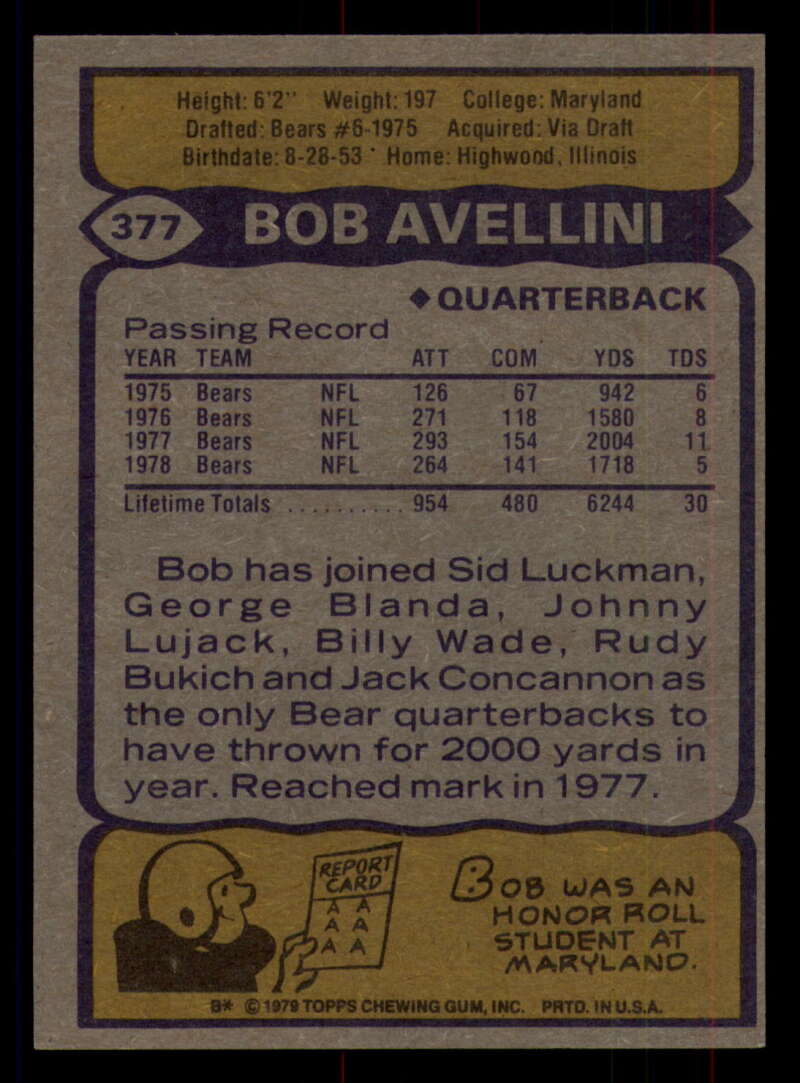 Height: 6'2" Weight: 197 College: Maryland
Drafted: Bears #6-1975 Acquired: Via Draft
Birthdate: 8-28-53 Home: Highwood, Illinois
377 BOB AVELLINI
◆QUARTERBACK
Passing Record
YEAR TEAM ATT COM YDS TDS
1975 Bears NFL 126 67 942 6
1976 Bears NFL 271 118 1580 8
1977 Bears NFL 293 154 2004 11
1978 Bears NFL 264 141 1718 5
Lifetime Totals .......... 954 480 6244 30
Bob has joined Sid Luckman,
George Blanda, Johnny
Lujack, Billy Wade, Rudy
Bukich and Jack Concannon as
the only Bear quarterbacks to
have thrown for 2000 yards in
year. Reached mark in 1977.
REPORT
CARD
A A
A A
A A
BOB WAS AN
HONOR ROLL
STUDENT AT
MARYLAND.
B* © 1979 TOPPS CHEWING GUM, INC. PRTD. IN U.S.A.